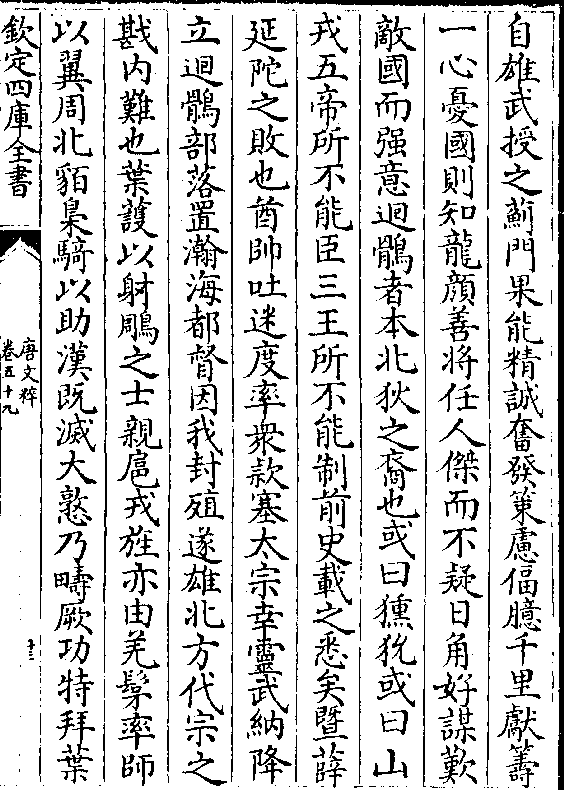 自雄武授之薊門果能精誠奮發策慮偪臆千里獻籌
一心憂國則知龍顔善将任人傑而不疑日角好謀歎
敵國而强意迴鶻者本北狄之裔也或曰獯狁或曰山
戎五帝所不能臣三王所不能制前史載之悉矣暨薛
延陀之敗也酋帥吐迷度率衆款塞太宗幸靈武納降
立迴鶻部落置瀚海都督因我封殖遂雄北方代宗之
戡内難也葉䕶以射鵰之士親扈戎旌亦由羌髳率師
以翼周北貊梟騎以助漢既滅大憝乃疇厥功特拜葉
欽定四庫全書
唐文粹
卷五十九
十三